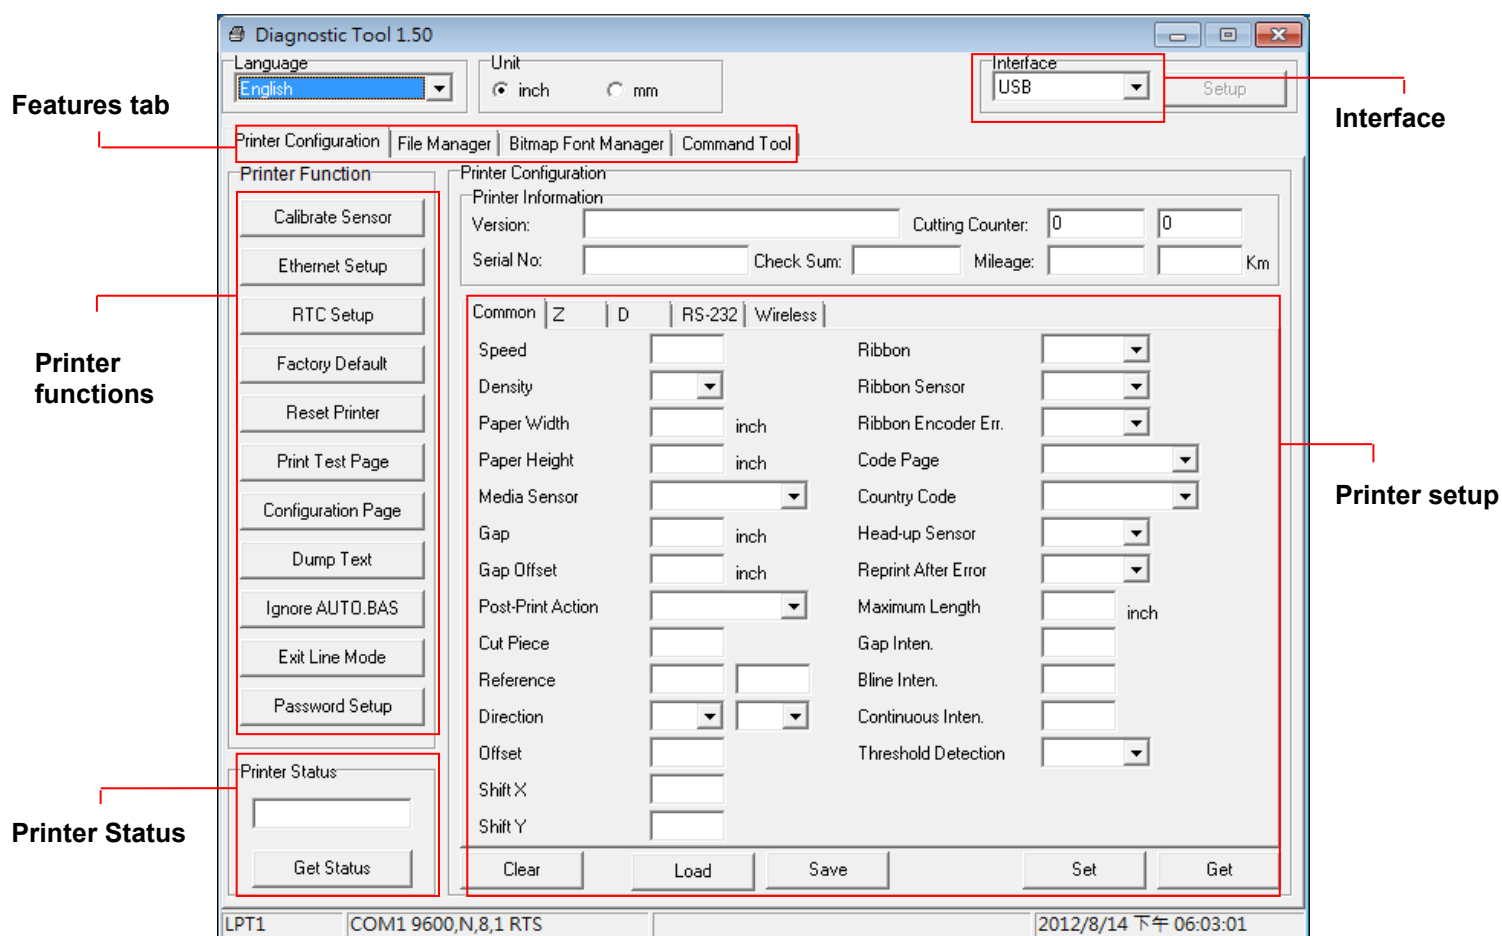 Diagnostic Tool 1.50
Language
English
Unit
inch
mm
Interface
USB
Setup
Features tab
Interface
Printer Configuration
File Manager
Bitmap Font Manager
Command Tool
Printer Function
Calibrate Sensor
Ethernet Setup
RTC Setup
Factory Default
Reset Printer
Print Test Page
Configuration Page
Dump Text
Ignore AUTO.BAS
Exit Line Mode
Password Setup
Printer functions
Printer Configuration
Printer Information
Version:
Cutting Counter:
0
0
Serial No:
Check Sum:
Mileage:
Km
Common
Z
D
RS-232
Wireless
Speed
Density
Paper Width
inch
Paper Height
inch
Media Sensor
Gap
inch
Gap Offset
inch
Post-Print Action
Cut Piece
Reference
Direction
Offset
Shift X
Shift Y
Ribbon
Ribbon Sensor
Ribbon Encoder Err.
Code Page
Country Code
Head-up Sensor
Reprint After Error
Maximum Length
inch
Gap Inten.
Bline Inten.
Continuous Inten.
Threshold Detection
Printer setup
Printer Status
Get Status
Printer Status
Clear
Load
Save
Set
Get
LPT1
COM1 9600,N,8,1 RTS
2012/8/14 下午 06:03:01